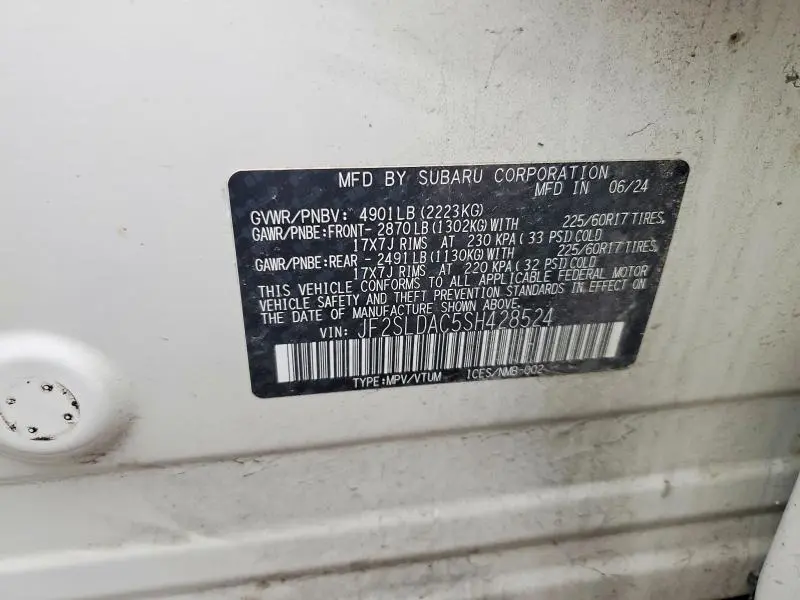 MFD BY SUBARU CORPORATION
MFD IN 06/24
GVWR/PNBV: 4901LB (2223KG)
GAWR/PNBE:FRONT- 2870LB (1302KG) WITH 225/60R17 TIRES,
17X7J RIMS AT 230 KPA ( 33 PSI) COLD
GAWR/PNBE:REAR - 2491LB (1130KG) WITH 225/60R17 TIRES,
17X7J RIMS AT 220 KPA ( 32 PSI) COLD
THIS VEHICLE CONFORMS TO ALL APPLICABLE FEDERAL MOTOR
VEHICLE SAFETY AND THEFT PREVENTION STANDARDS IN EFFECT ON
THE DATE OF MANUFACTURE SHOWN ABOVE.
VIN: JF2SLDAC5SH428524
TYPE:MPV/VTUM ICES/NMB-002